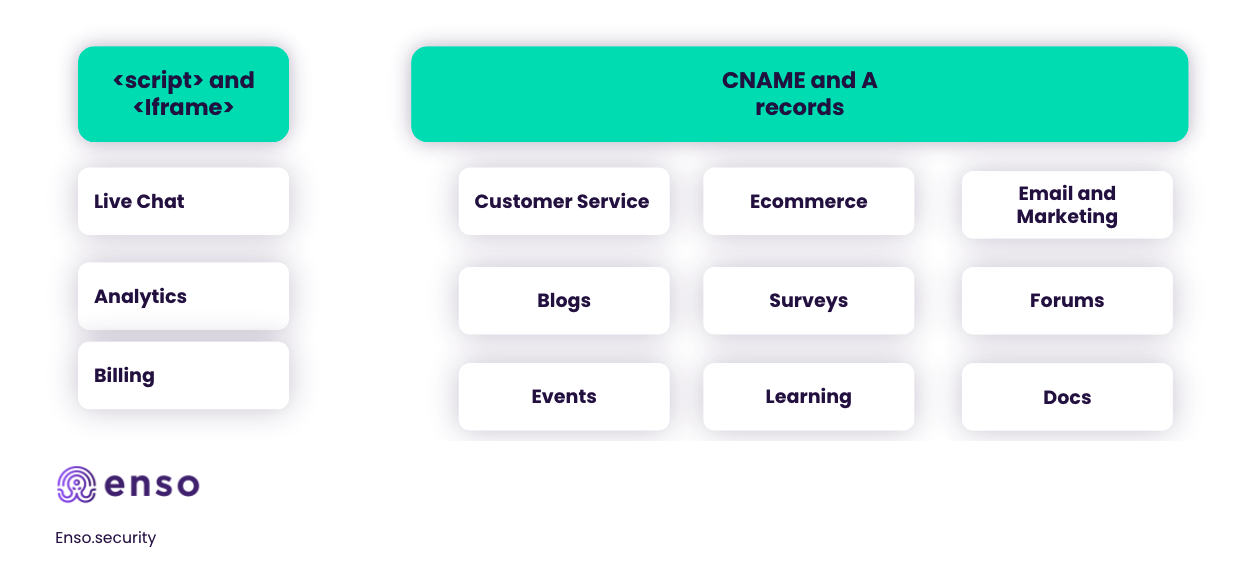 <script> and
<Iframe>
CNAME and A
records
Live Chat
Analytics
Billing
Customer Service
Ecommerce
Email and
Marketing
Blogs
Surveys
Forums
Events
Learning
Docs
enso
Enso.security